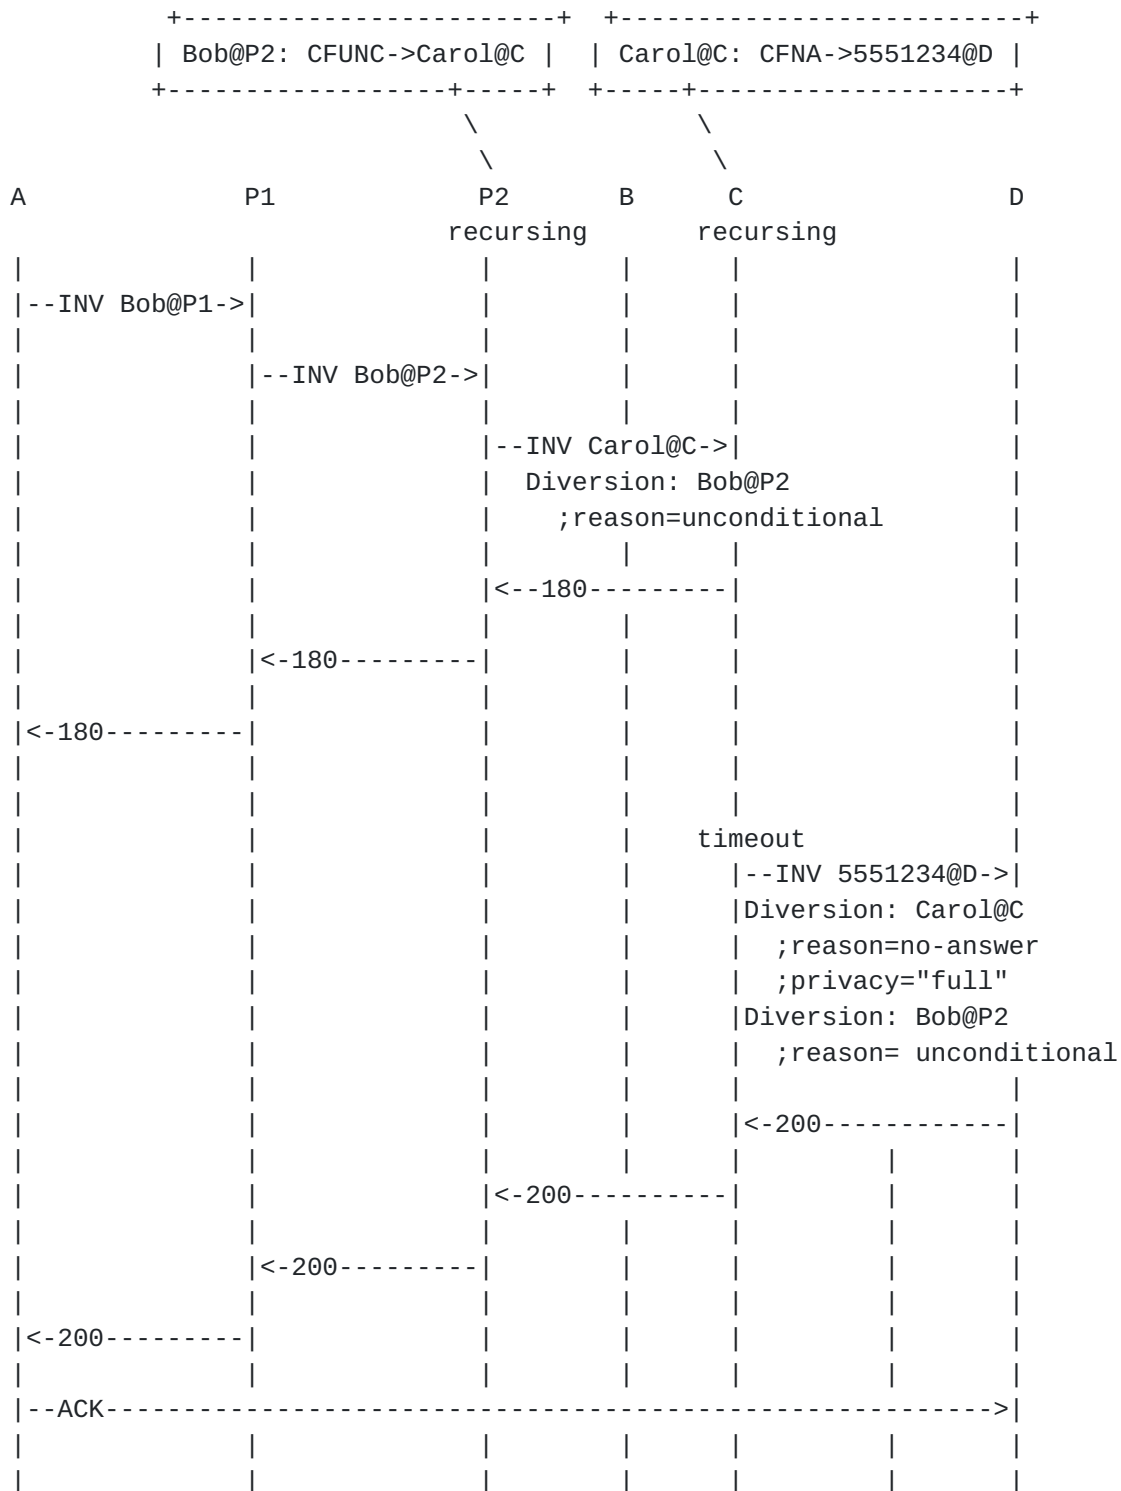 +------------------------+  +--------------------------+
         | Bob@P2: CFUNC->Carol@C |  | Carol@C: CFNA->5551234@D |
         +------------------+-----+  +-----+--------------------+
                             \              \
                              \              \
A              P1             P2       B      C                 D
                            recursing       recursing
|              |              |        |      |                 |
|--INV Bob@P1->|              |        |      |                 |
|              |              |        |      |                 |
|              |--INV Bob@P2->|        |      |                 |
|              |              |        |      |                 |
|              |              |--INV Carol@C->|                 |
|              |              |  Diversion: Bob@P2              |
|              |              |    ;reason=unconditional        |
|              |              |        |      |                 |
|              |              |<--180---------|                 |
|              |              |        |      |                 |
|              |<-180---------|        |      |                 |
|              |              |        |      |                 |
|<-180---------|              |        |      |                 |
|              |              |        |      |                 |
|              |              |        |      |                 |
|              |              |        |    timeout             |
|              |              |        |      |--INV 5551234@D->|
|              |              |        |      |Diversion: Carol@C
|              |              |        |      |  ;reason=no-answer
|              |              |        |      |  ;privacy="full"
|              |              |        |      |Diversion: Bob@P2
|              |              |        |      |  ;reason= unconditional
|              |              |        |      |                 |
|              |              |        |      |<-200------------|
|              |              |        |      |         |       |
|              |              |<-200----------|         |       |
|              |              |        |      |         |       |
|              |<-200---------|        |      |         |       |
|              |              |        |      |         |       |
|<-200---------|              |        |      |         |       |
|              |              |        |      |         |       |
|--ACK--------------------------------------------------------->|
|              |              |        |      |         |       |
|              |              |        |      |         |       |